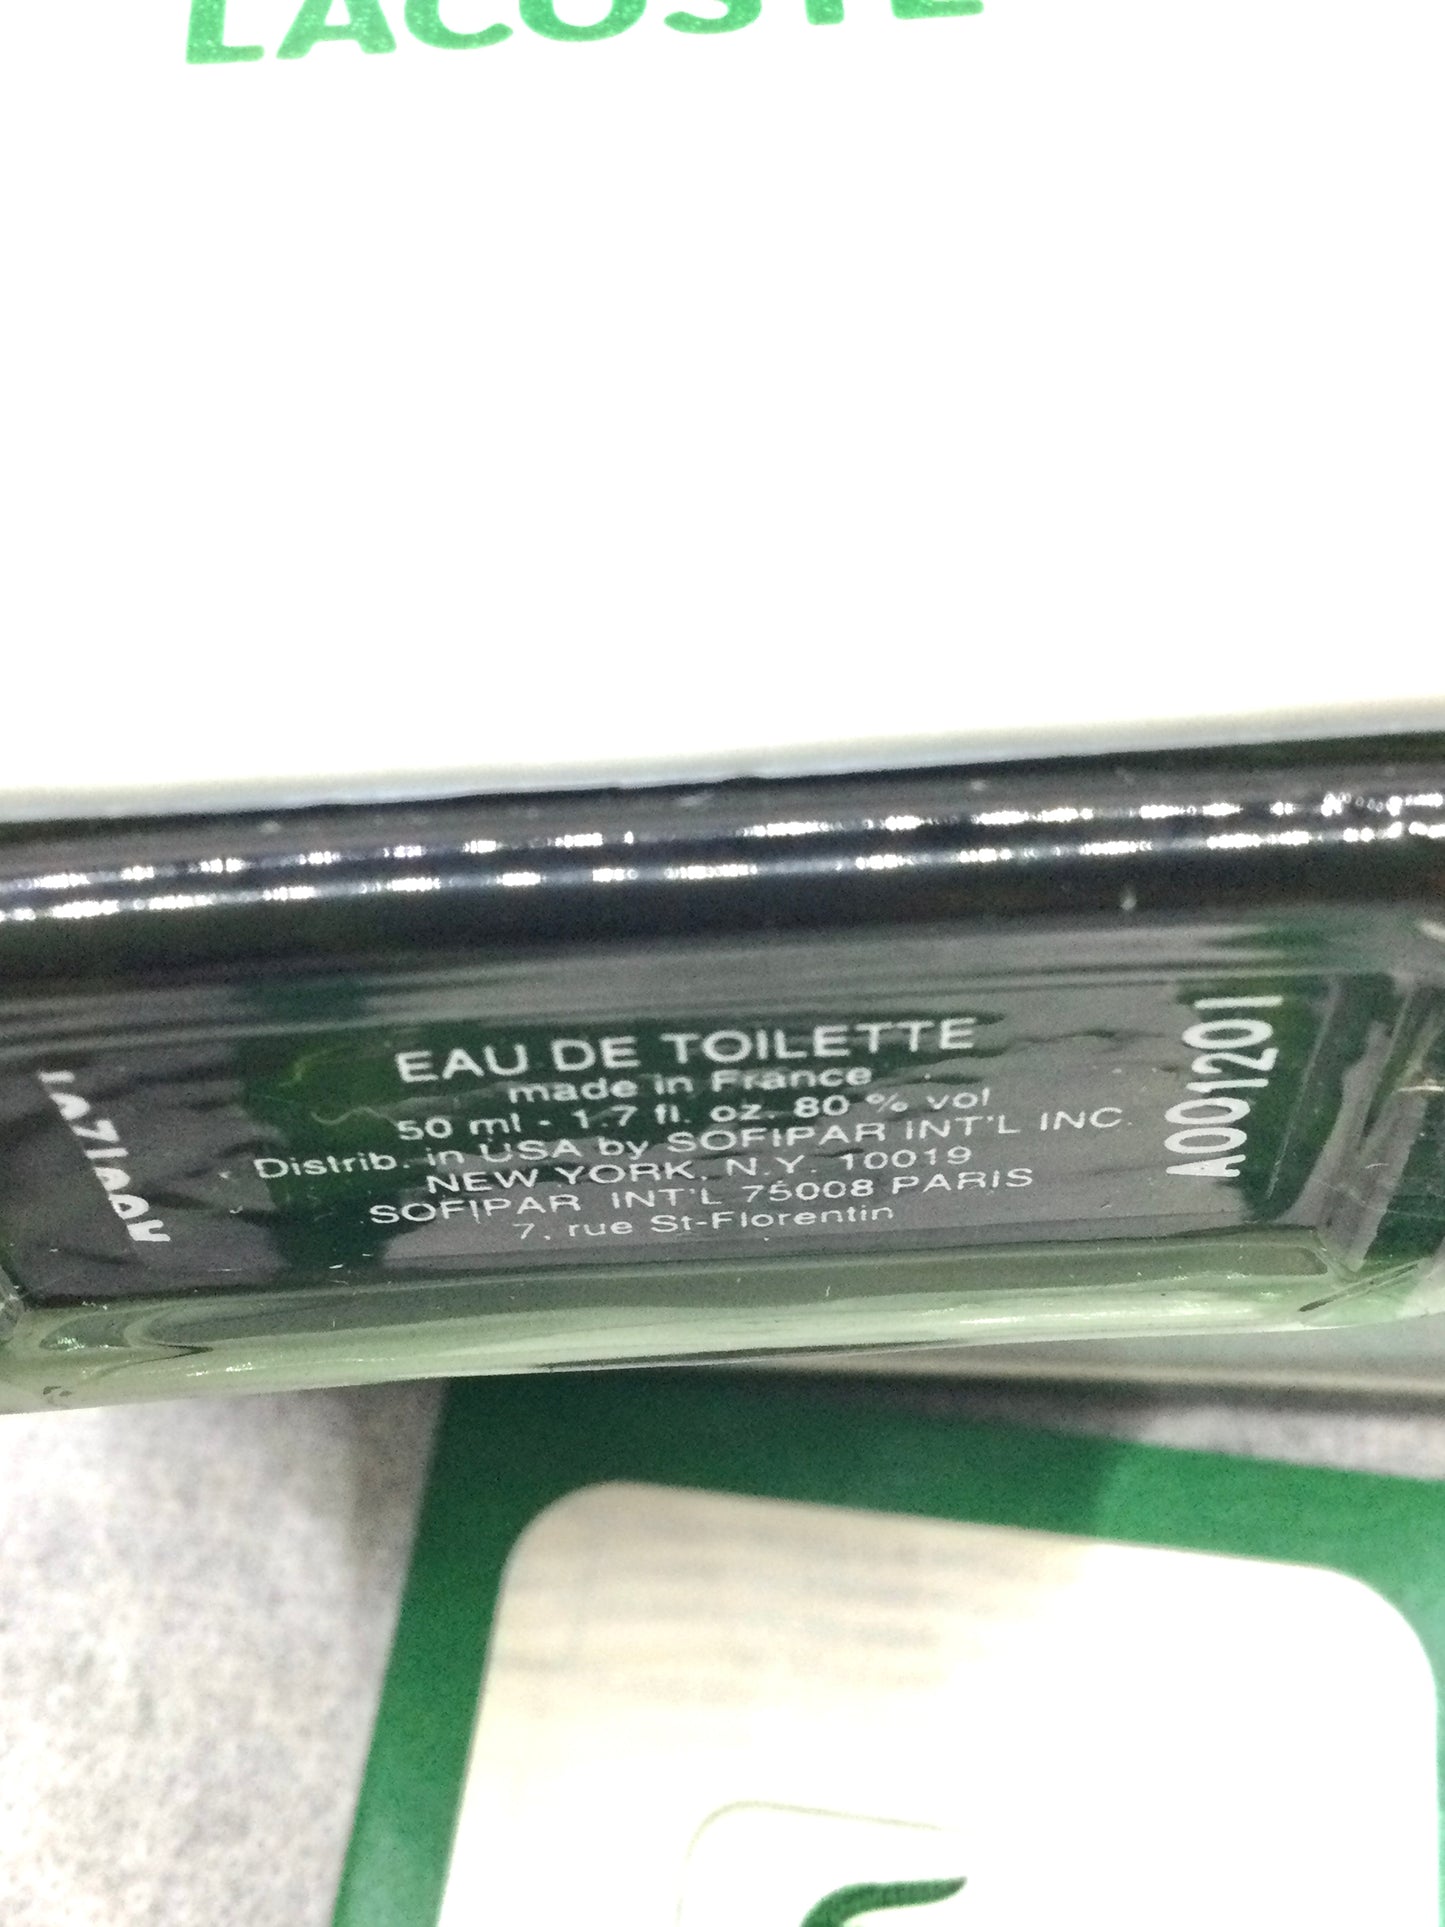 LACOSTE
EAU DE TOILETTE
made in France
50 ml - 1.7 fl. oz. 80 % vol
Distrib. in USA by SOFIPAR INT'L INC.
NEW YORK, N.Y. 10019
SOFIPAR INT'L 75008 PARIS
7, rue St-Florentin
A001201